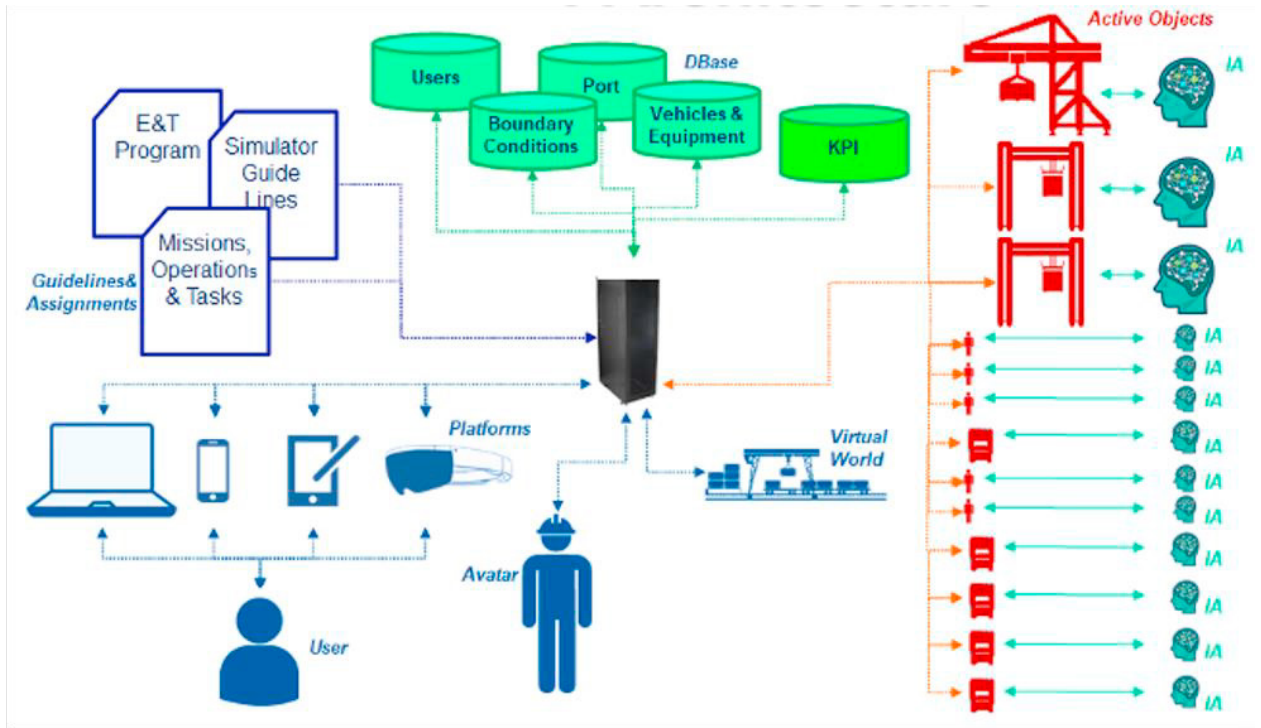 Active Objects
Users
Port
DBase
Boundary
Conditions
Vehicles &
Equipment
KPI
E&T
Program
Simulator
Guide
Lines
Missions,
Operations
& Tasks
Guidelines&
Assignments
Platforms
Virtual
World
Avatar
User
IA
IA
IA
IA
IA
IA
IA
IA
IA
IA
IA
IA
IA